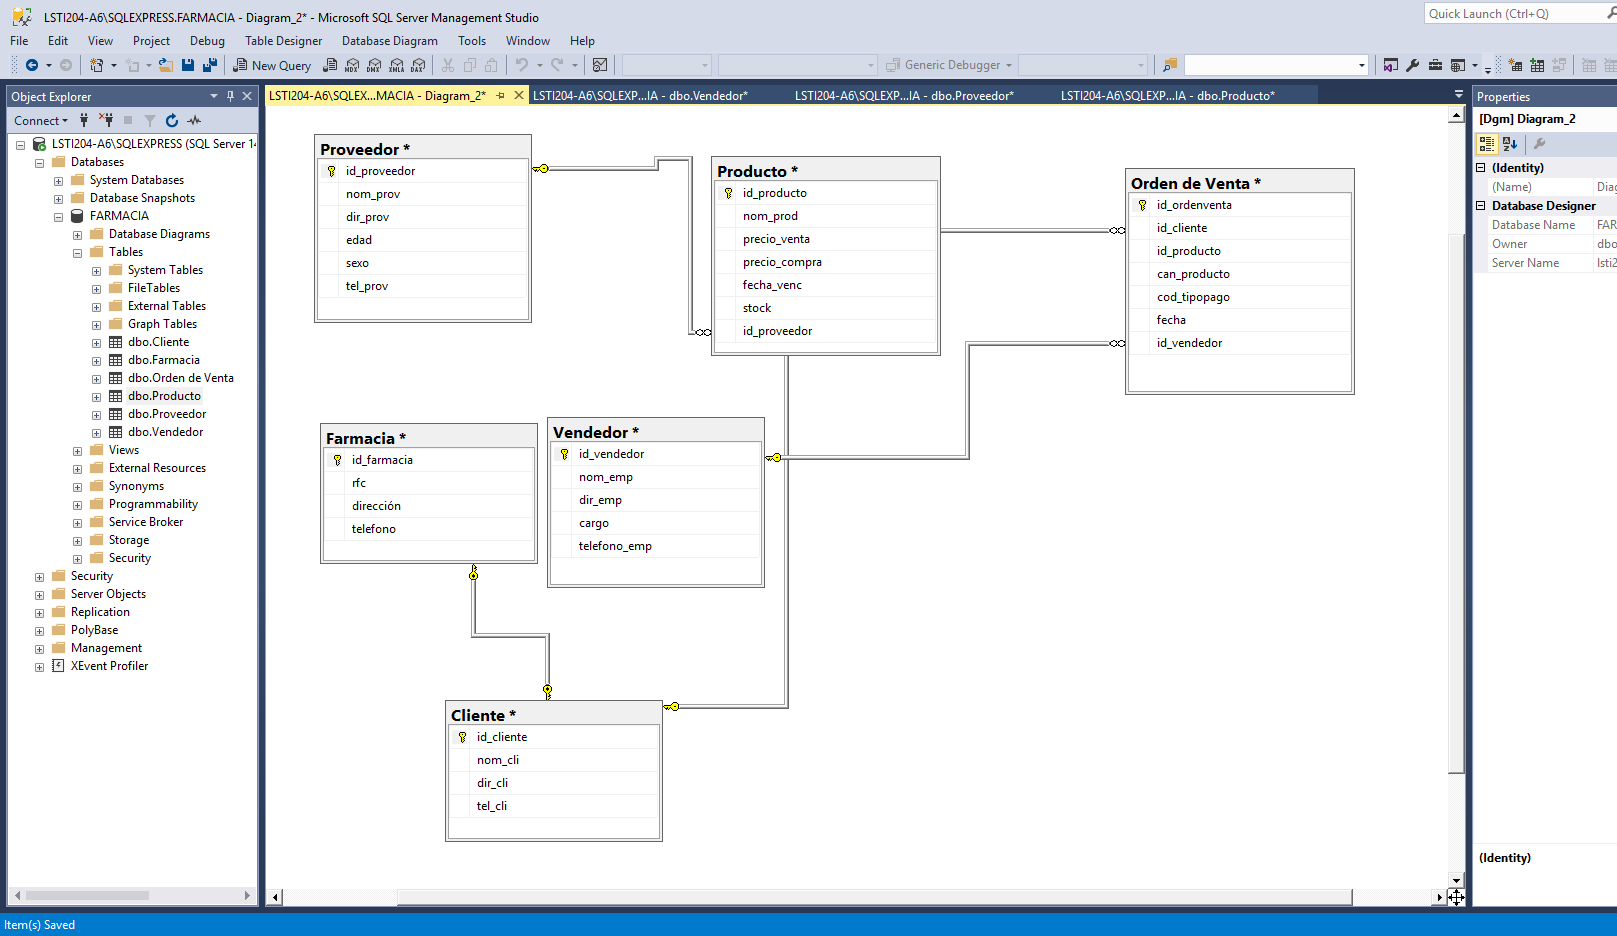 LSTI204-A6\SQLEXPRESS.FARMACIA - Diagram_2* - Microsoft SQL Server Management Studio
Quick Launch (Ctrl+Q)
File Edit View Project Debug Table Designer Database Diagram Tools Window Help
New Query MDX DMX XMLA DAX Generic Debugger
Object Explorer
Connect
LSTI204-A6\SQLEXPRESS (SQL Server 14
Databases
System Databases
Database Snapshots
FARMACIA
Database Diagrams
Tables
System Tables
FileTables
External Tables
Graph Tables
dbo.Cliente
dbo.Farmacia
dbo.Orden de Venta
dbo.Producto
dbo.Proveedor
dbo.Vendedor
Views
External Resources
Synonyms
Programmability
Service Broker
Storage
Security
Security
Server Objects
Replication
PolyBase
Management
XEvent Profiler
LSTI204-A6\SQLEX...MACIA - Diagram_2* LSTI204-A6\SQLEXP...IA - dbo.Vendedor* LSTI204-A6\SQLEXP...IA - dbo.Proveedor* LSTI204-A6\SQLEXP...IA - dbo.Producto*
Proveedor *
id_proveedor
nom_prov
dir_prov
edad
sexo
tel_prov
Producto *
id_producto
nom_prod
precio_venta
precio_compra
fecha_venc
stock
id_proveedor
Orden de Venta *
id_ordenventa
id_cliente
id_producto
can_producto
cod_tipopago
fecha
id_vendedor
Farmacia *
id_farmacia
rfc
dirección
telefono
Vendedor *
id_vendedor
nom_emp
dir_emp
cargo
telefono_emp
Cliente *
id_cliente
nom_cli
dir_cli
tel_cli
Properties
[Dgm] Diagram_2
(Identity)
(Name) Diag
Database Designer
Database Name FAR
Owner dbo
Server Name lsti2
(Identity)
Item(s) Saved